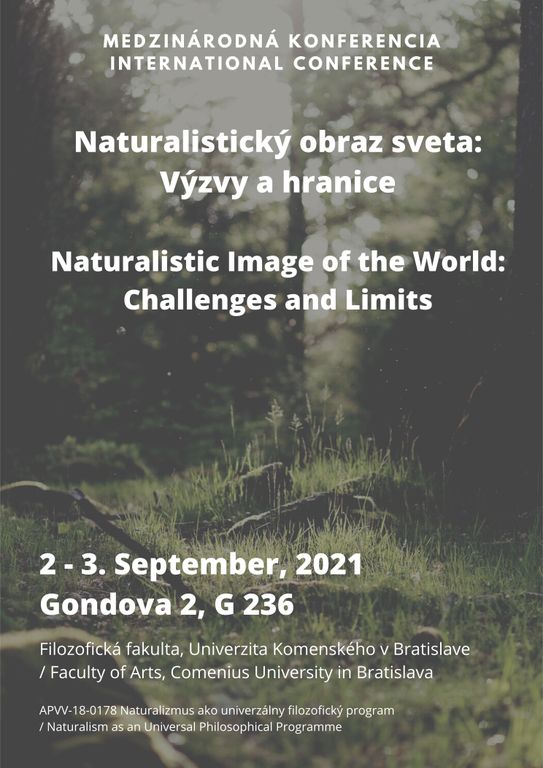 MEDZINÁRODNÁ KONFERENCIA
INTERNATIONAL CONFERENCE
Naturalistický obraz sveta:
Výzvy a hranice
Naturalistic Image of the World:
Challenges and Limits
2 - 3. September, 2021
Gondova 2, G 236
Filozofická fakulta, Univerzita Komenského v Bratislave
/ Faculty of Arts, Comenius University in Bratislava
APVV-18-0178 Naturalizmus ako univerzálny filozofický program
/ Naturalism as an Universal Philosophical Programme